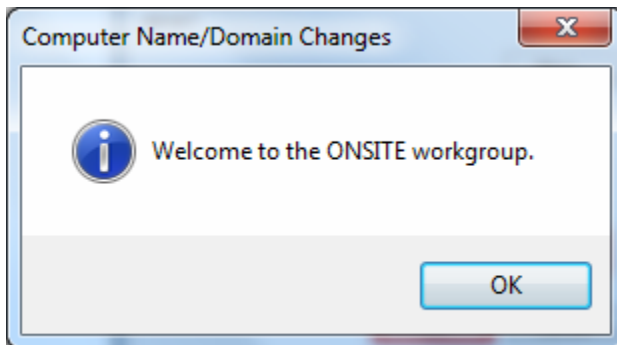 Computer Name/Domain Changes
Welcome to the ONSITE workgroup.
OK